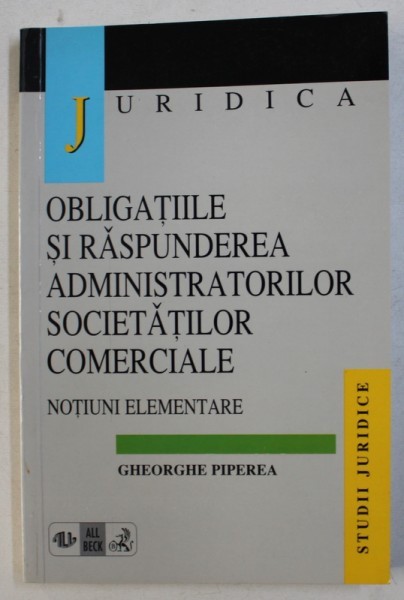 JURIDICA
OBLIGAȚIILE
ȘI RĂSPUNDEREA
ADMINISTRATORILOR
SOCIETĂȚILOR
COMERCIALE
NOȚIUNI ELEMENTARE
GHEORGHE PIPEREA
STUDII JURIDICE
ALL
BECK